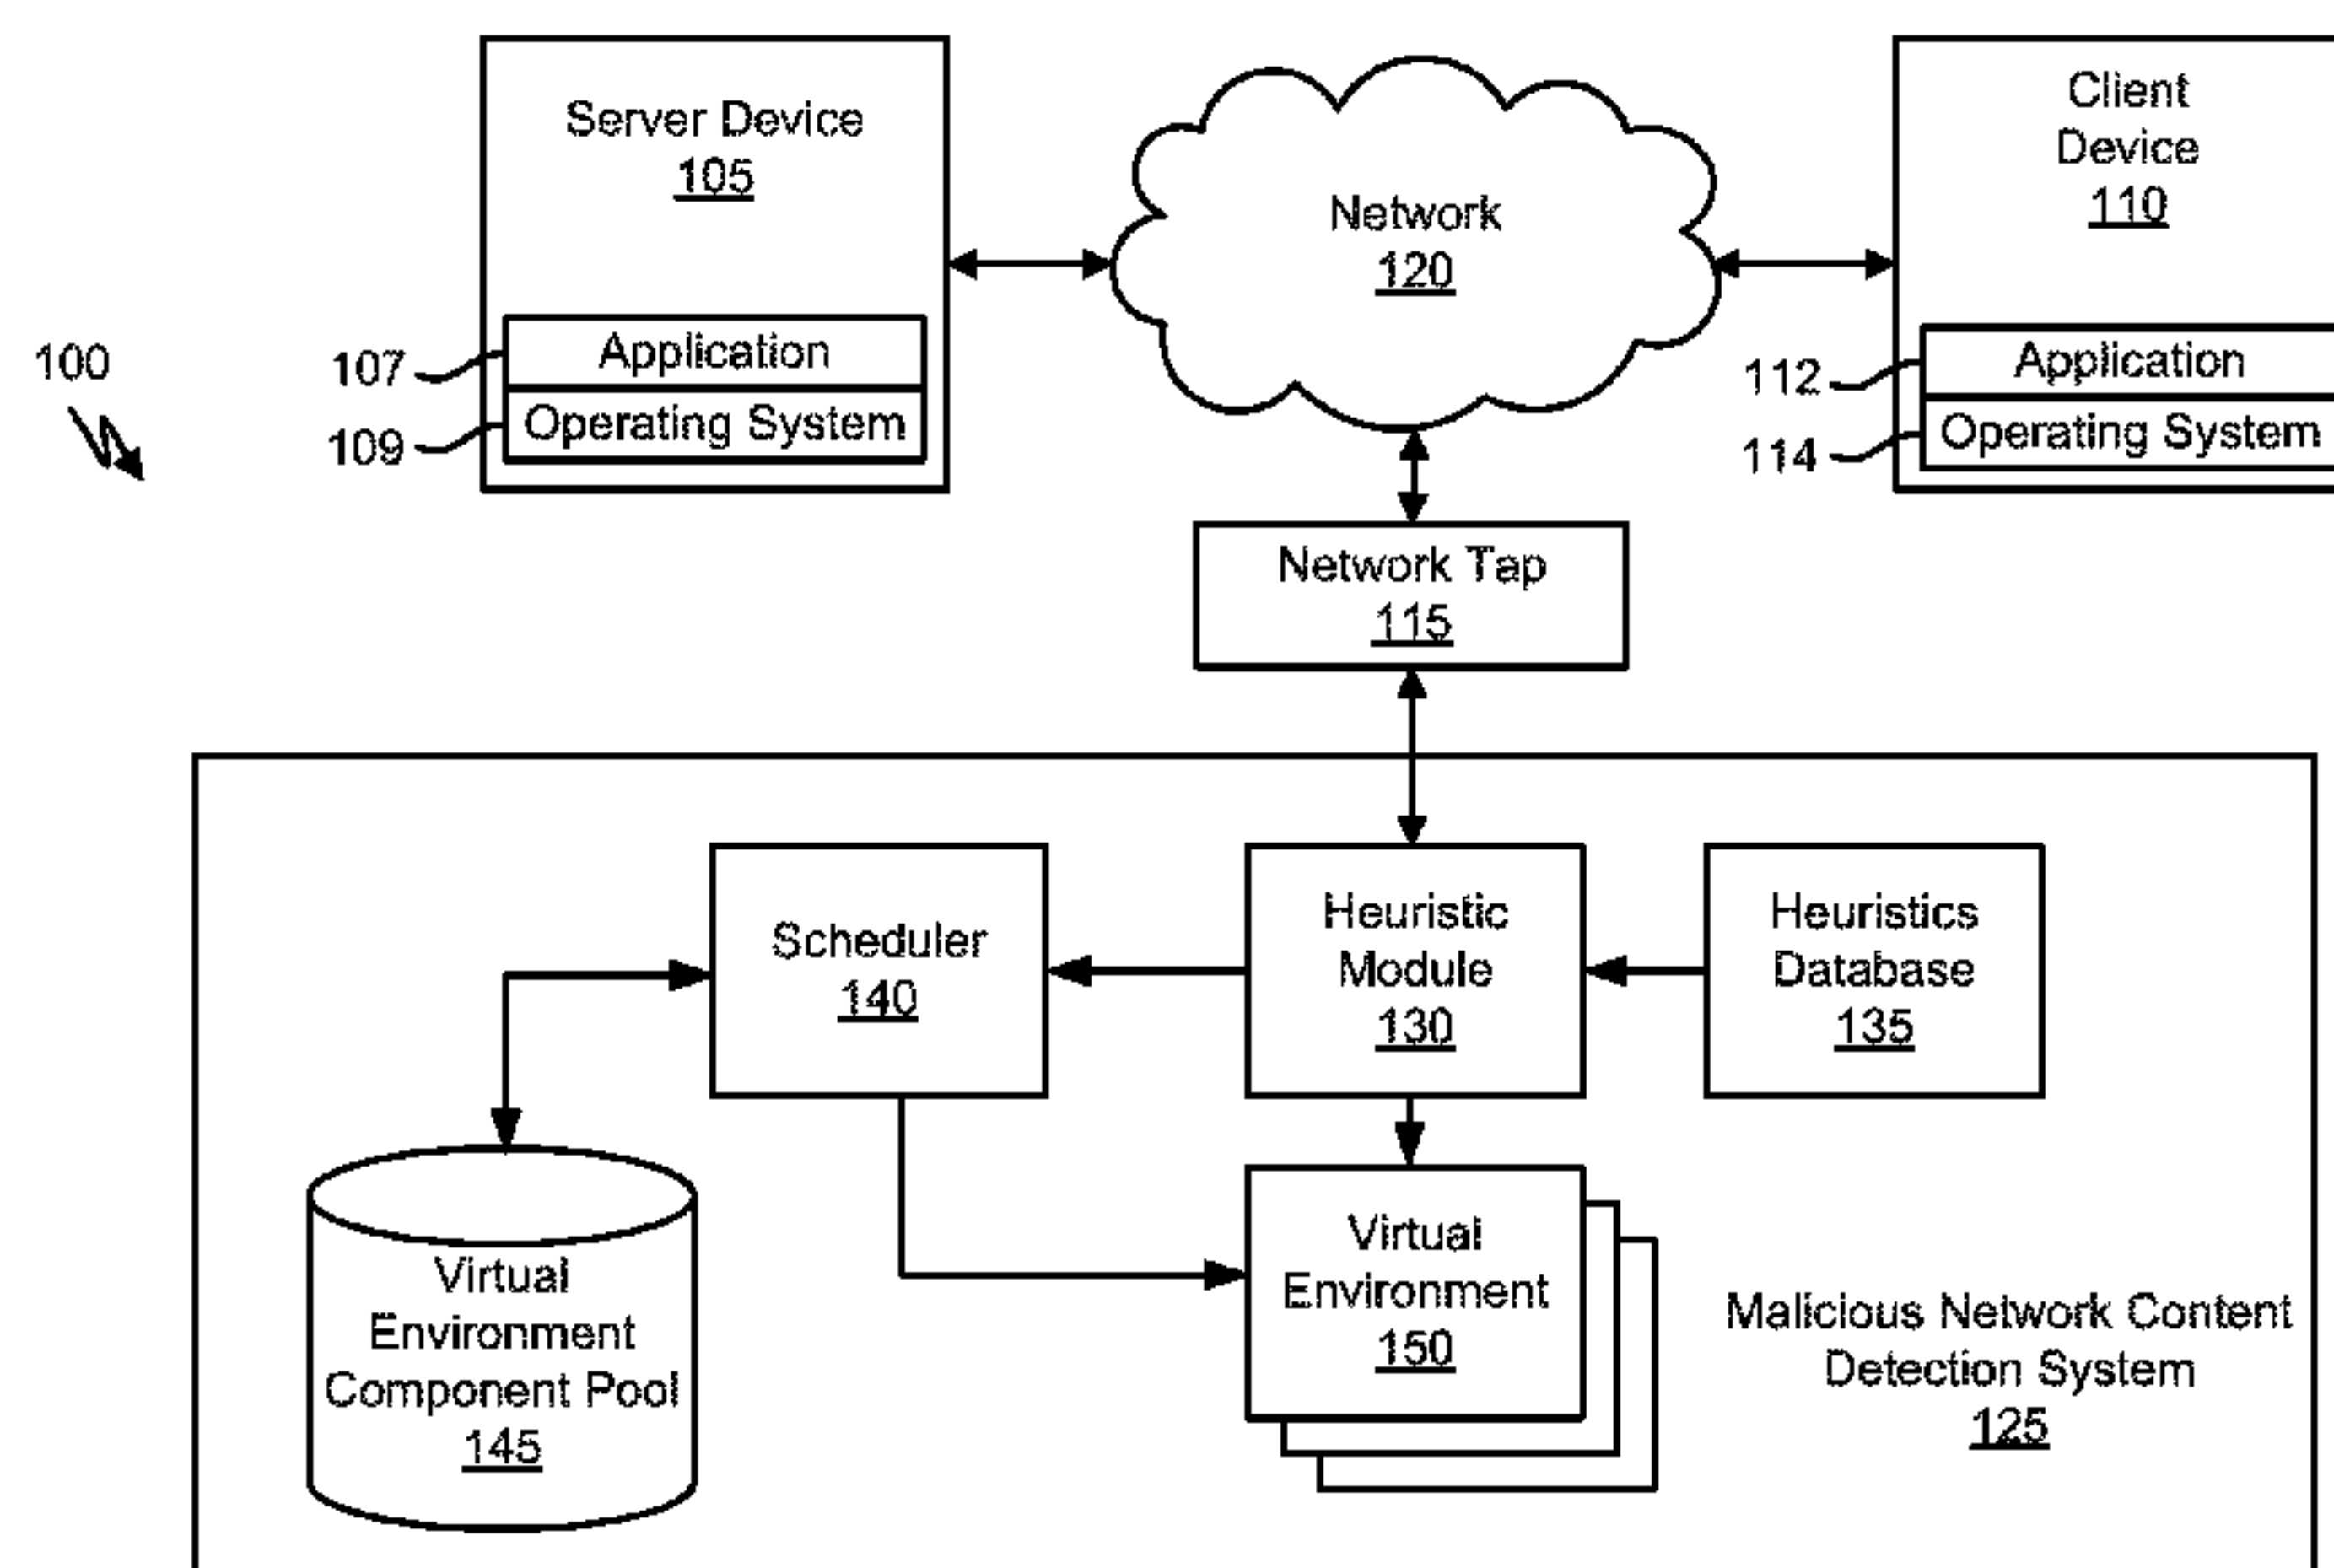 100
Server Device
105
107
Application
109
Operating System
Network
120
Client
Device
110
112
Application
114
Operating System
Network Tap
115
Scheduler
140
Heuristic
Module
130
Heuristics
Database
135
Virtual
Environment
Component Pool
145
Virtual
Environment
150
Malicious Network Content
Detection System
125